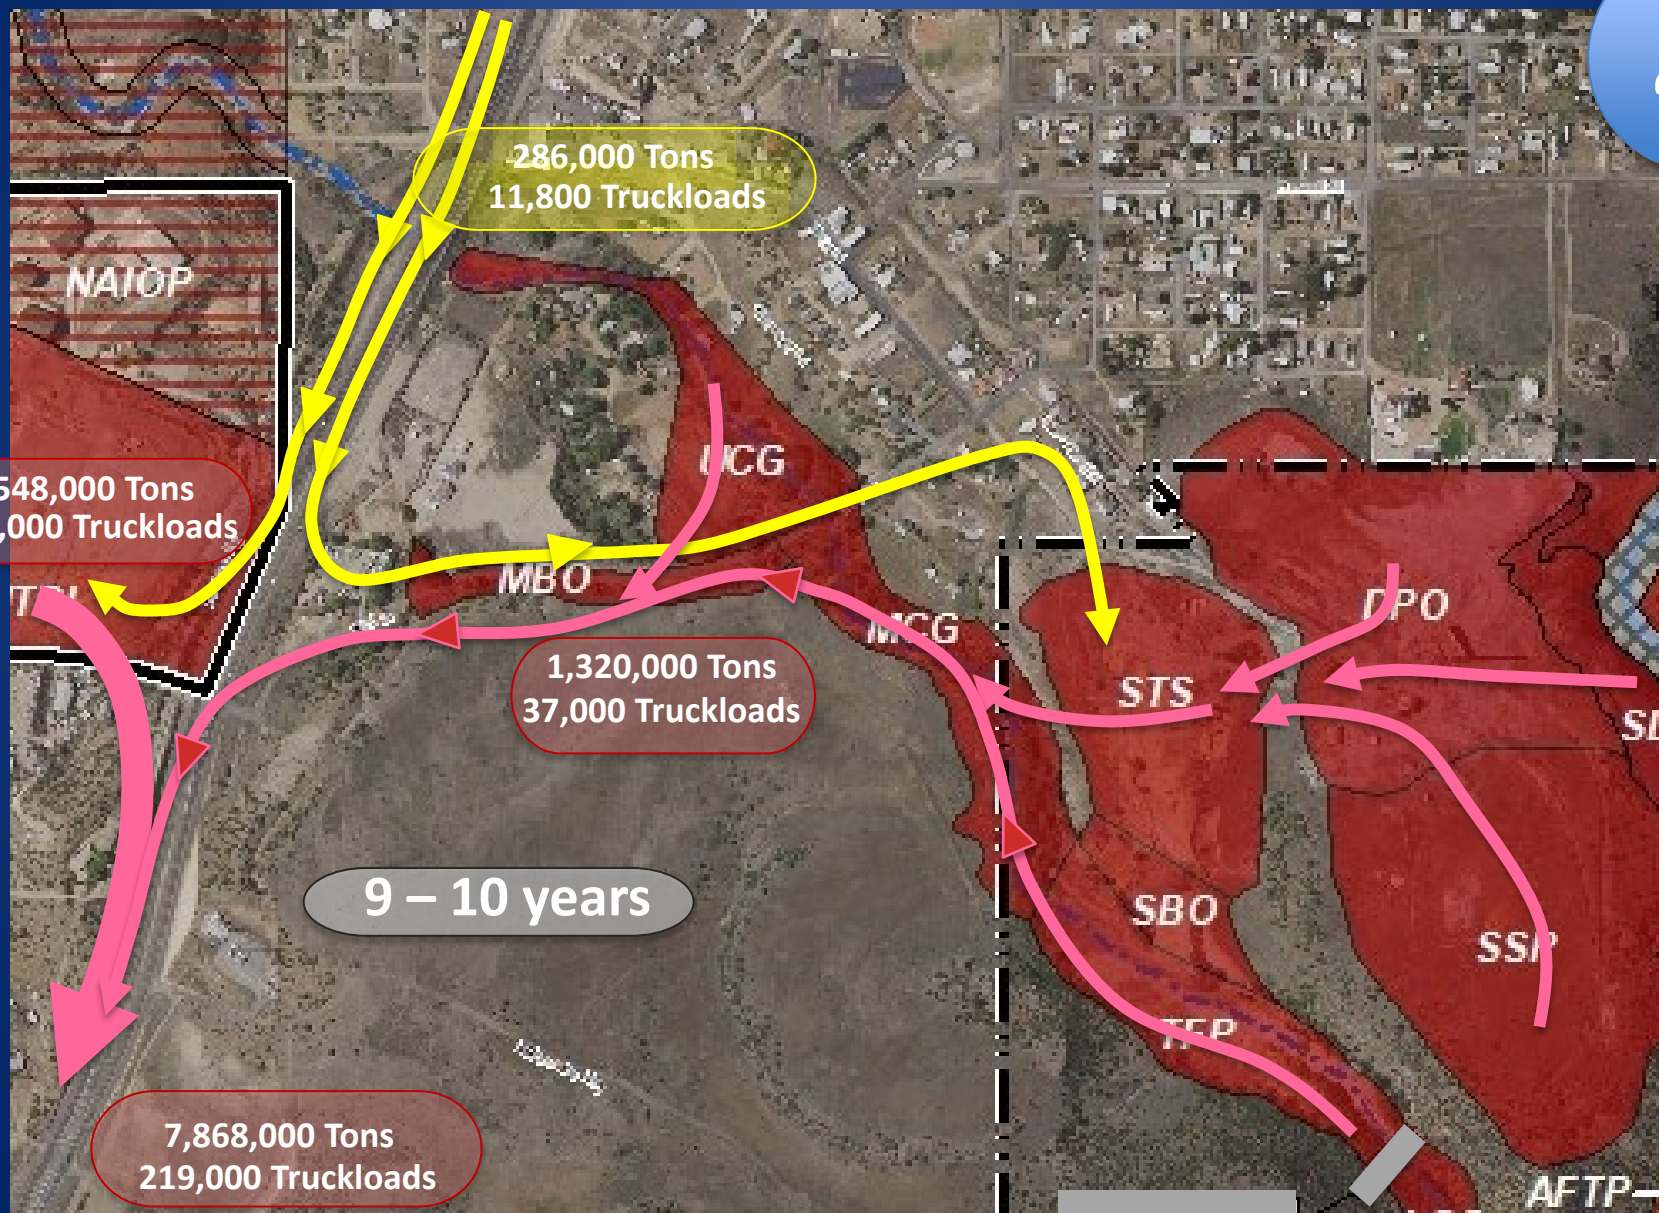 286,000 Tons
11,800 Truckloads
NAIOP
UCG
548,000 Tons
,000 Truckloads
MBO
MCG
DPO
1,320,000 Tons
37,000 Truckloads
STS
9 – 10 years
SBO
SSP
TFP
7,868,000 Tons
219,000 Truckloads
AFTP